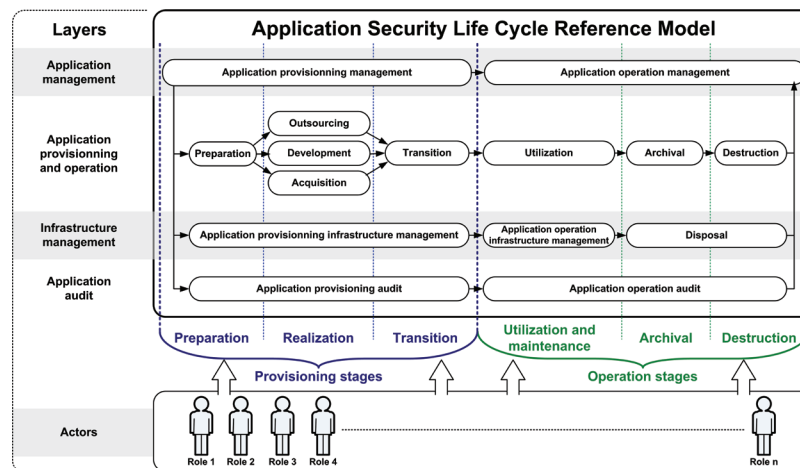 Layers
Application Security Life Cycle Reference Model
Application
management
Application provisionning management
Application operation management
Application
provisionning
and operation
Preparation
Outsourcing
Development
Acquisition
Transition
Utilization
Archival
Destruction
Infrastructure
management
Application provisionning infrastructure management
Application operation
infrastructure management
Disposal
Application
audit
Application provisioning audit
Application operation audit
Preparation
Realization
Transition
Utilization and
maintenance
Archival
Destruction
Provisioning stages
Operation stages
Actors
Role 1
Role 2
Role 3
Role 4
Role n